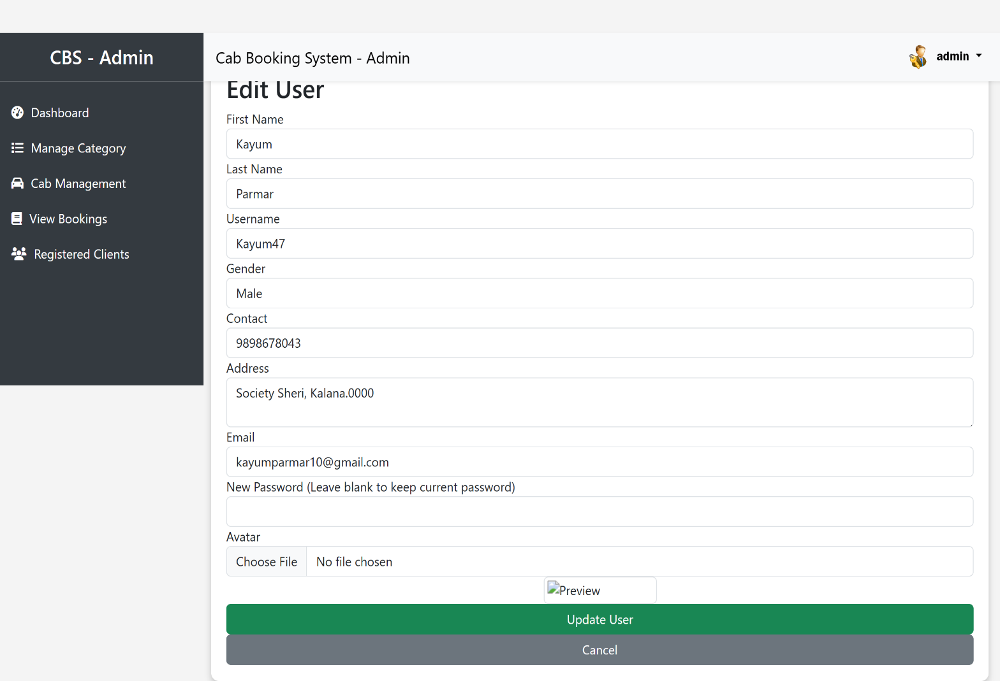 CBS - Admin
Cab Booking System - Admin
admin
Dashboard
Manage Category
Cab Management
View Bookings
Registered Clients
Edit User
First Name
Kayum
Last Name
Parmar
Username
Kayum47
Gender
Male
Contact
9898678043
Address
Society Sheri, Kalana.0000
Email
kayumparmar10@gmail.com
New Password (Leave blank to keep current password)
Avatar
Choose File No file chosen
Preview
Update User
Cancel